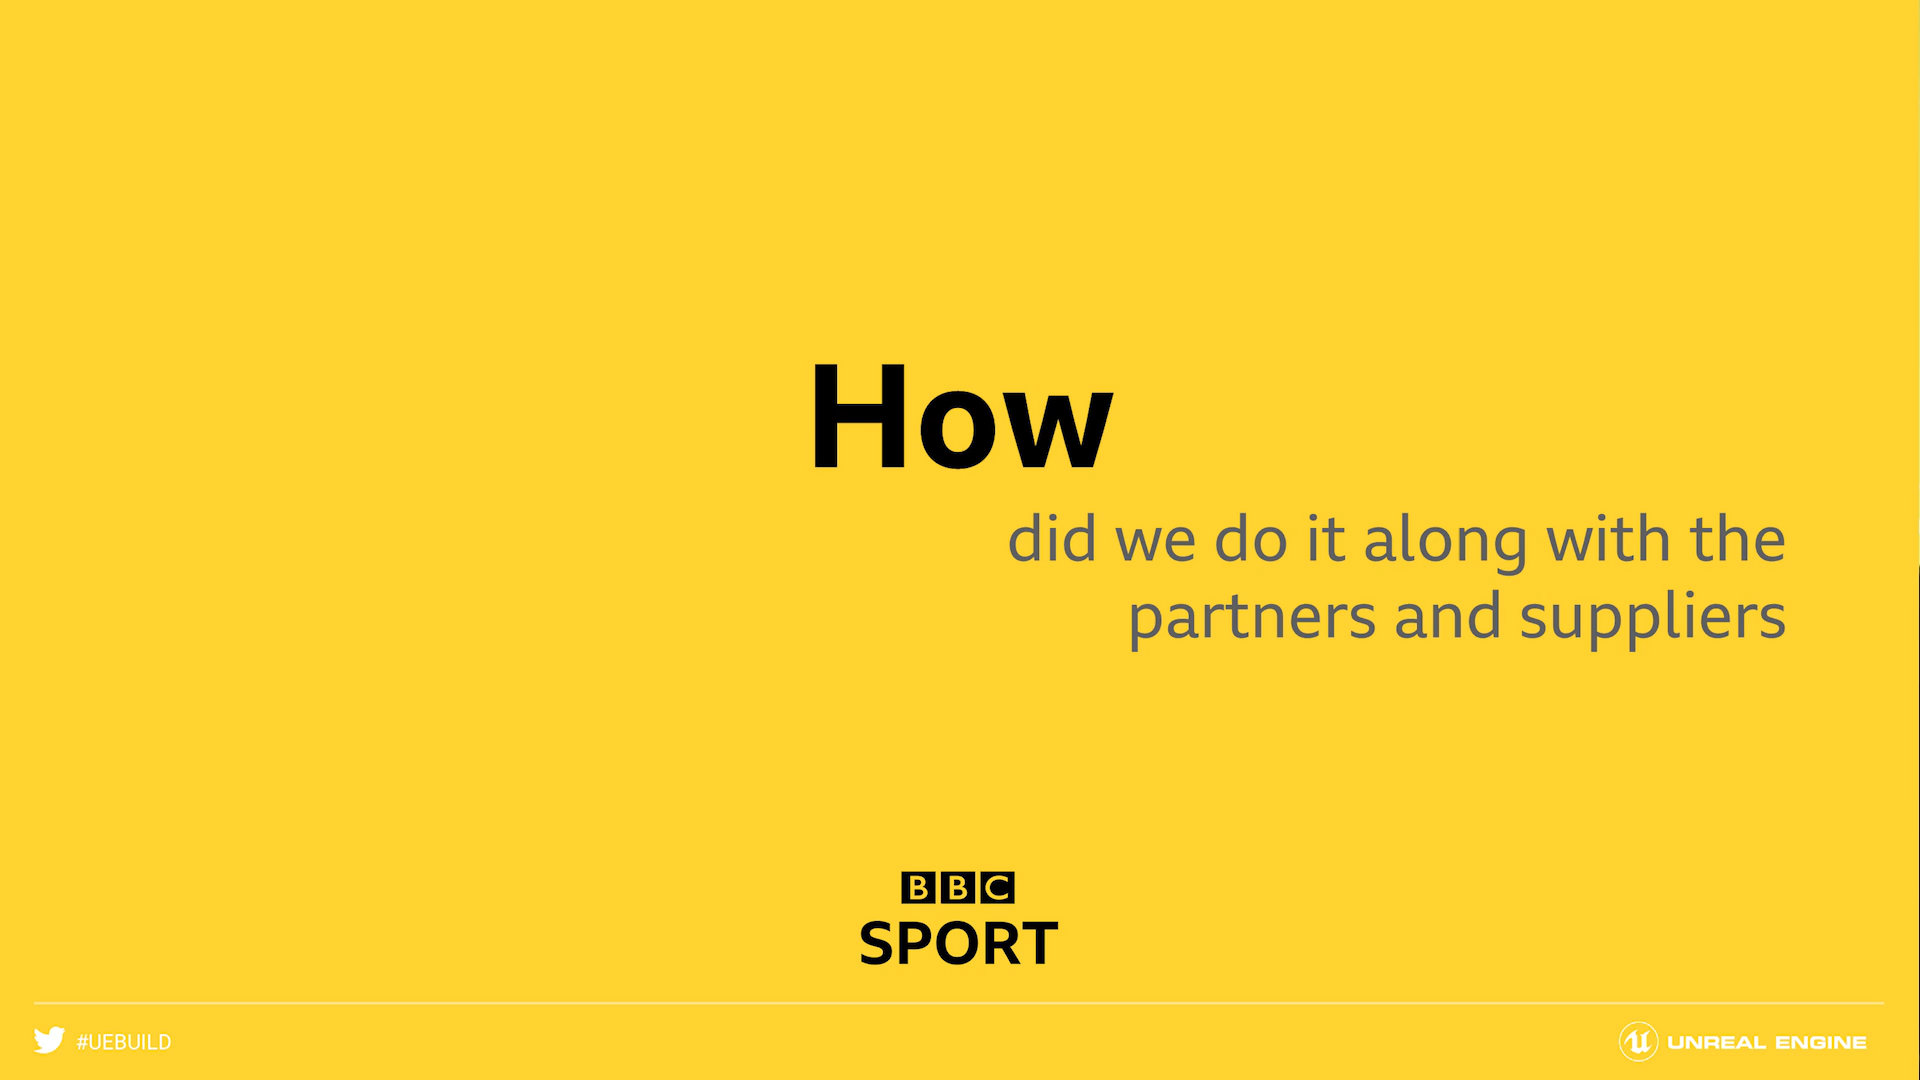 How
did we do it along with the
partners and suppliers
BBC
SPORT
#UEBUILD
UNREAL ENGINE